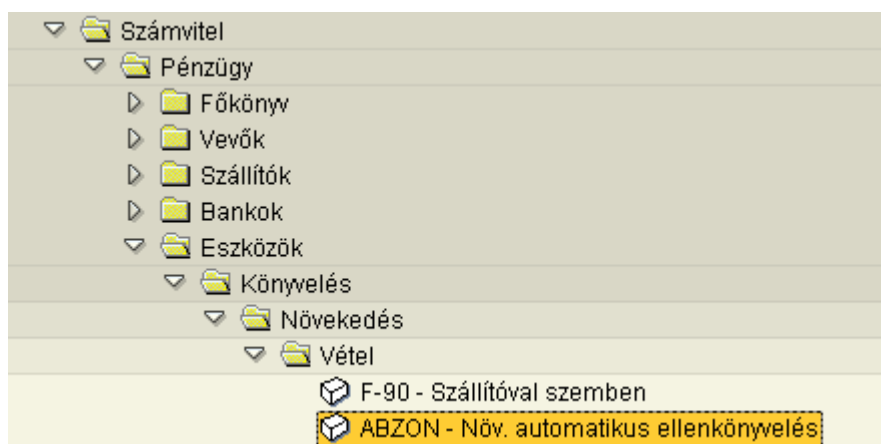 Számvitel
Pénzügy
Főkönyv
Vevők
Szállítók
Bankok
Eszközök
Könyvelés
Növekedés
Vétel
F-90 - Szállítóval szemben
ABZON - Növ. automatikus ellenkönyvelés